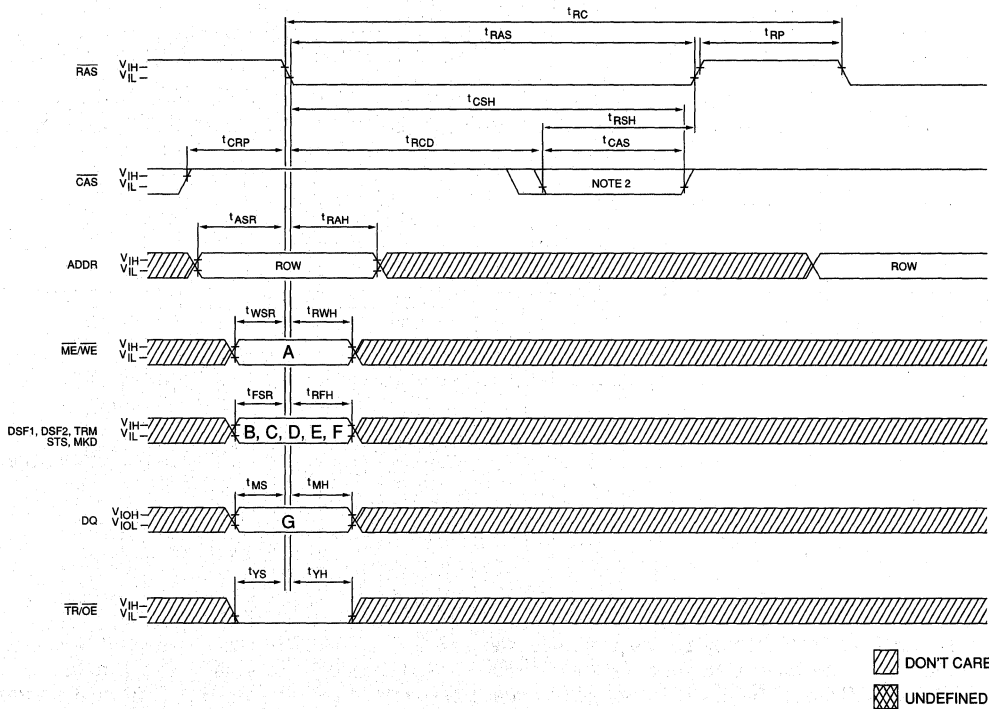 tRC
tRAS
tRP
RAS
VIH
VIL
tCSH
tRSH
tCRP
tRCD
tCAS
CAS
VIH
VIL
NOTE 2
tASR
tRAH
ADDR
VIH
VIL
ROW
ROW
tWSR
tRWH
ME/WE
VIH
VIL
A
tFSR
tRFH
DSF1, DSF2, TRM
STS, MKD
VIH
VIL
B, C, D, E, F
tMS
tMH
DQ
VIOH
VIOL
G
tYS
tYH
TR/OE
VIH
VIL
DON'T CARE
UNDEFINED